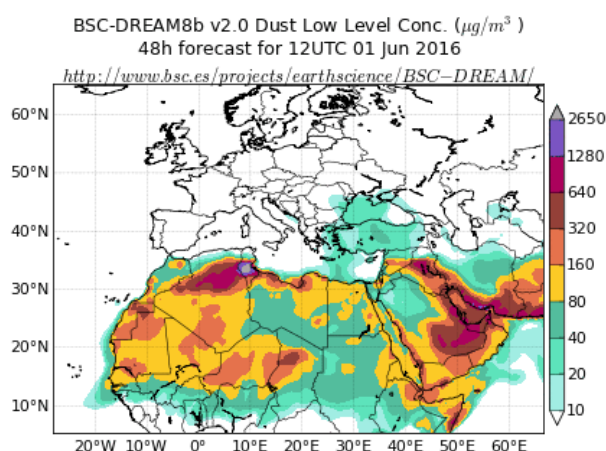 BSC-DREAM8b v2.0 Dust Low Level Conc. (μg/m³ )
48h forecast for 12UTC 01 Jun 2016
http://www.bsc.es/projects/earthscience/BSC−DREAM/
60°N
50°N
40°N
30°N
20°N
10°N
20°W 10°W 0° 10°E 20°E 30°E 40°E 50°E 60°E
2650
1280
640
320
160
80
40
20
10